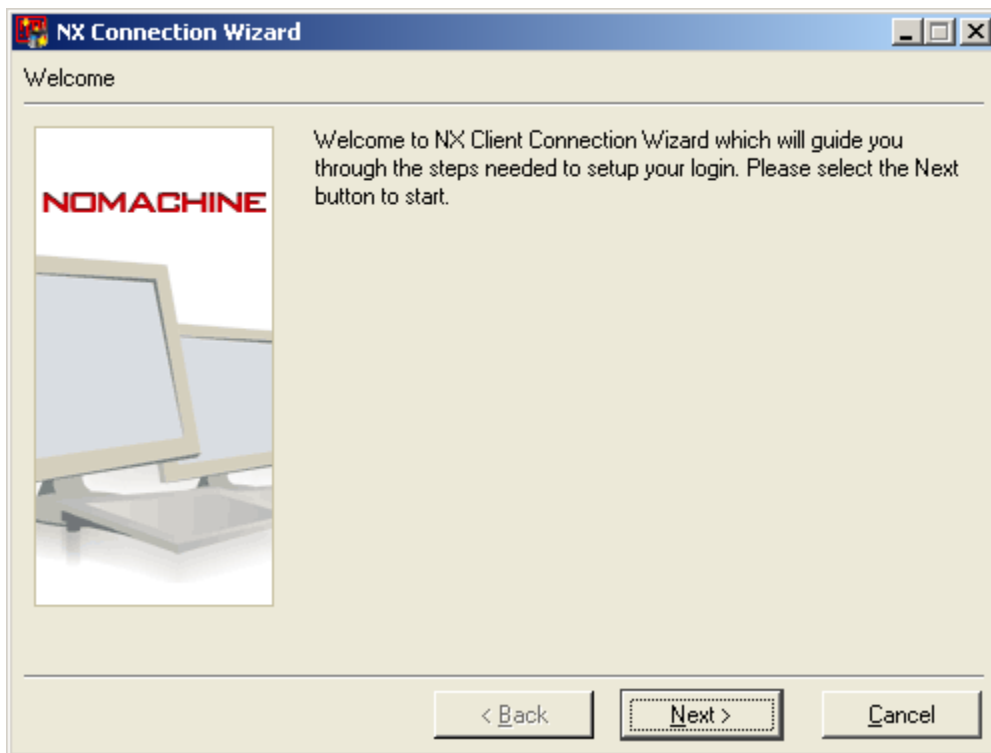 NX Connection Wizard
Welcome
NOMACHINE
Welcome to NX Client Connection Wizard which will guide you
through the steps needed to setup your login. Please select the Next
button to start.
< Back
Next >
Cancel